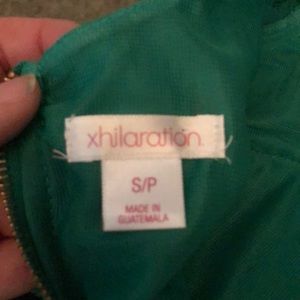 xhilaration
S/P
MADE IN
GUATEMALA